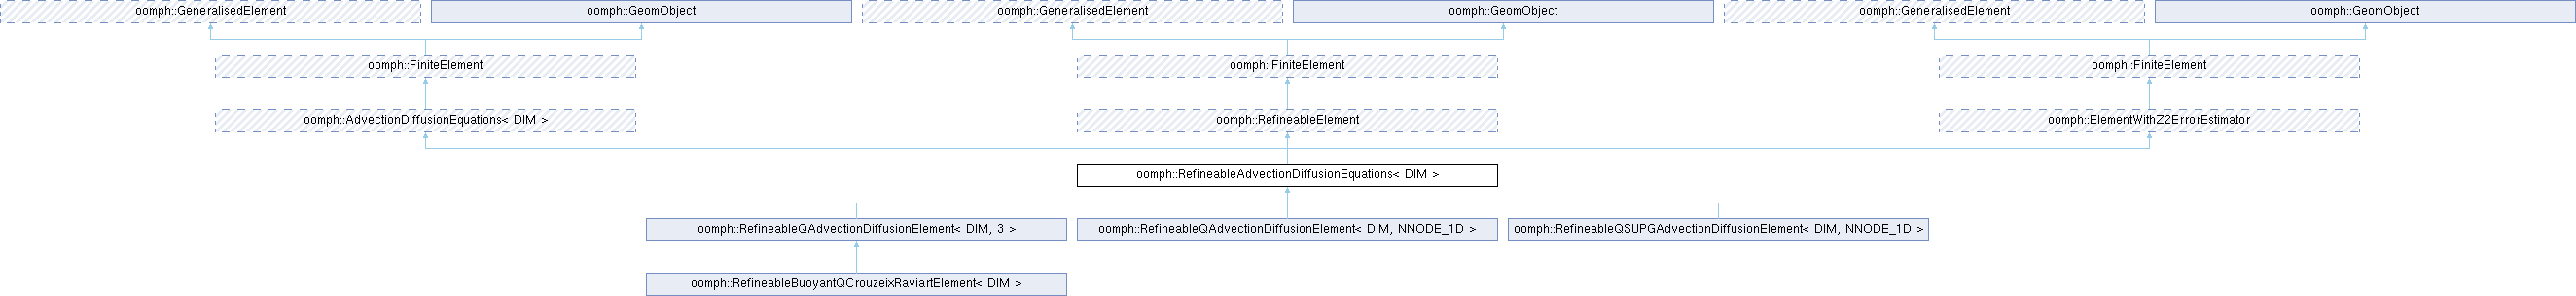 oomph::GeneralisedElement
oomph::GeomObject
oomph::GeneralisedElement
oomph::GeomObject
oomph::GeneralisedElement
oomph::GeomObject
oomph::FiniteElement
oomph::FiniteElement
oomph::FiniteElement
oomph::AdvectionDiffusionEquations< DIM >
oomph::RefineableElement
oomph::ElementWithZ2ErrorEstimator
oomph::RefineableAdvectionDiffusionEquations< DIM >
oomph::RefineableQAdvectionDiffusionElement< DIM, 3 >
oomph::RefineableQAdvectionDiffusionElement< DIM, NNODE_1D >
oomph::RefineableQSUPGAdvectionDiffusionElement< DIM, NNODE_1D >
oomph::RefineableBuoyantQCrouzeixRaviartElement< DIM >